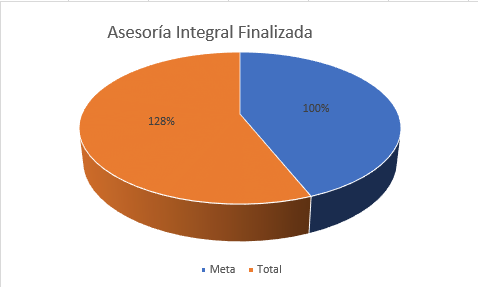 Asesoría Integral Finalizada
100%
128%
Meta
Total